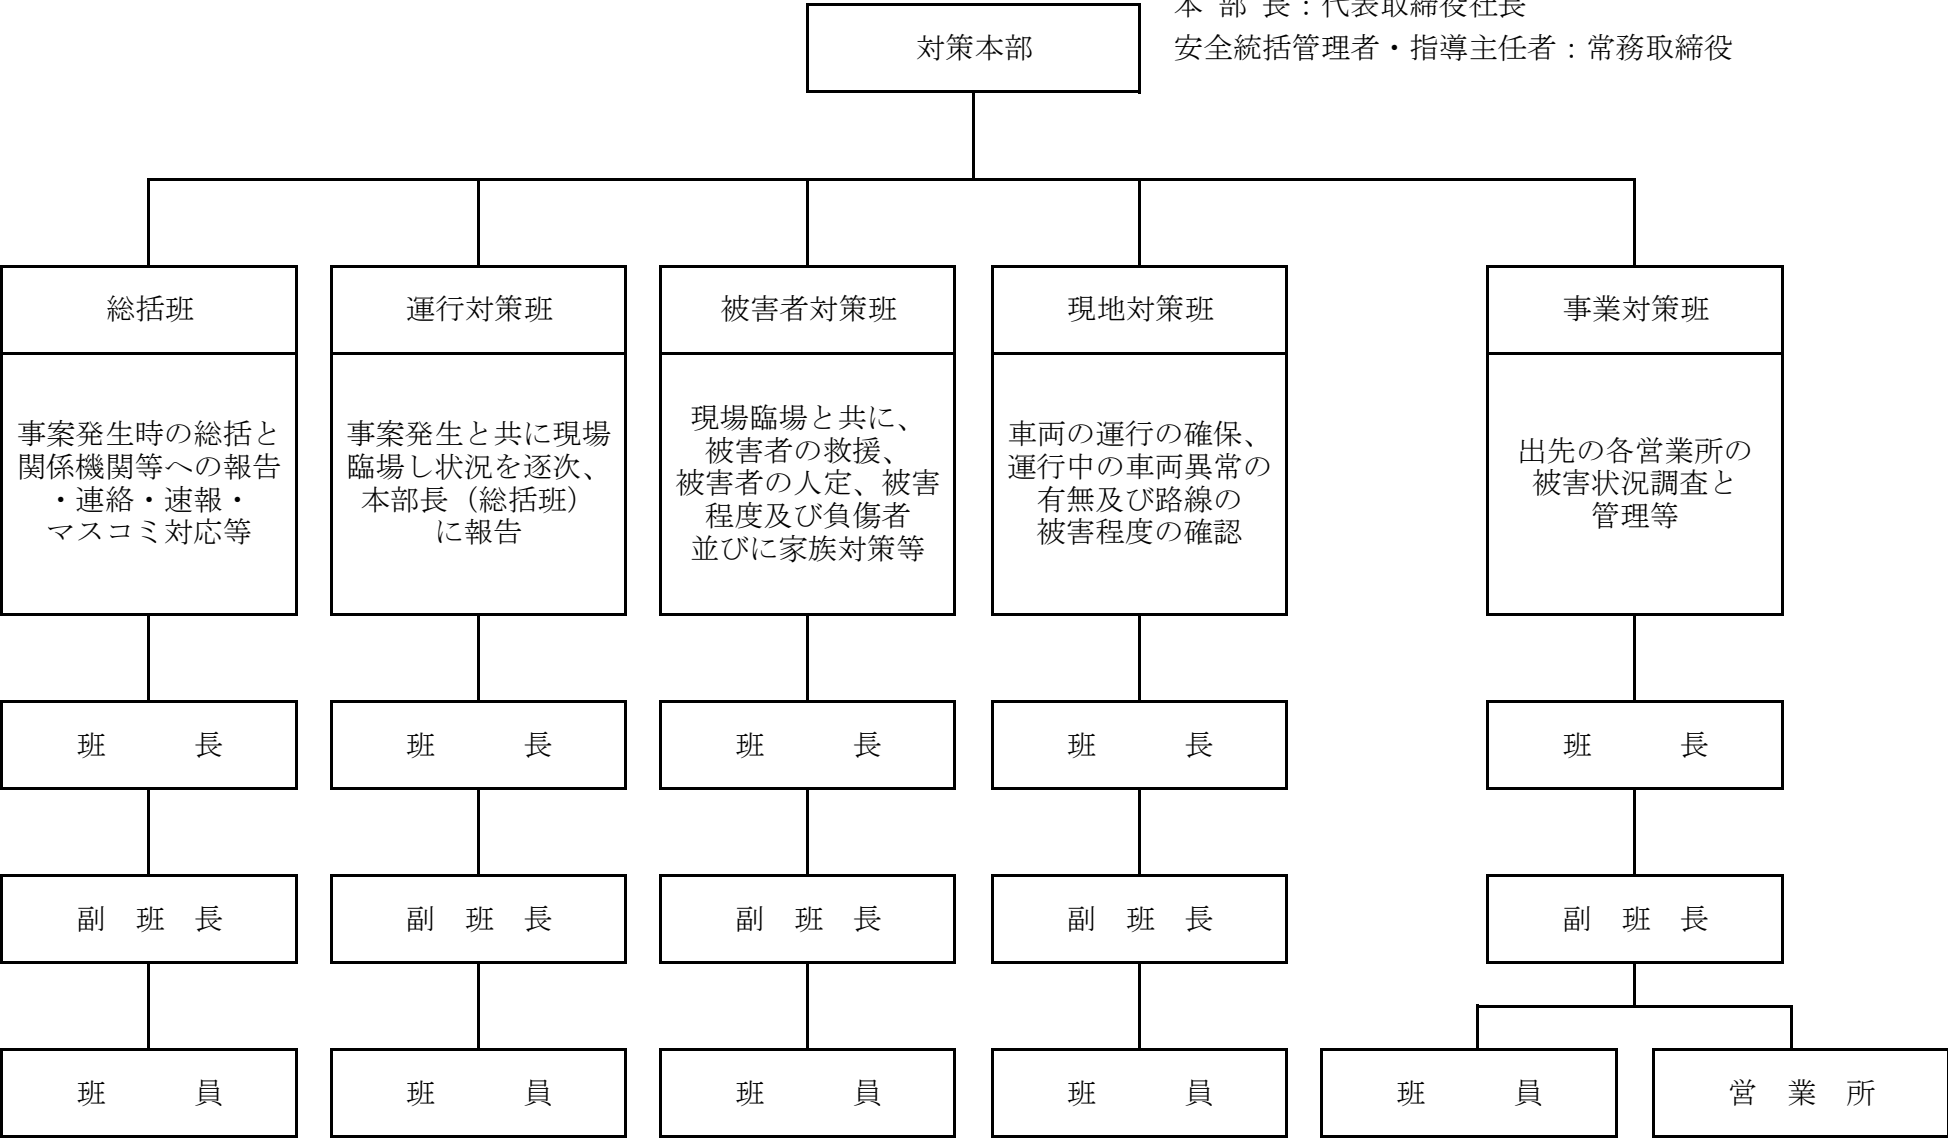 本 部 長：代表取締役社長
対策本部
安全統括管理者・指導主任者：常務取締役
総括班
運行対策班
被害者対策班
現地対策班
事業対策班
事案発生時の総括と
関係機関等への報告
・連絡・速報・
マスコミ対応等
事案発生と共に現場
臨場し状況を逐次、
本部長（総括班）
に報告
現場臨場と共に、
被害者の救援、
被害者の人定、被害
程度及び負傷者
並びに家族対策等
車両の運行の確保、
運行中の車両異常の
有無及び路線の
被害程度の確認
出先の各営業所の
被害状況調査と
管理等
班　　　長
班　　　長
班　　　長
班　　　長
班　　　長
副　班　長
副　班　長
副　班　長
副　班　長
副　班　長
班　　　員
班　　　員
班　　　員
班　　　員
班　　　員
営　業　所